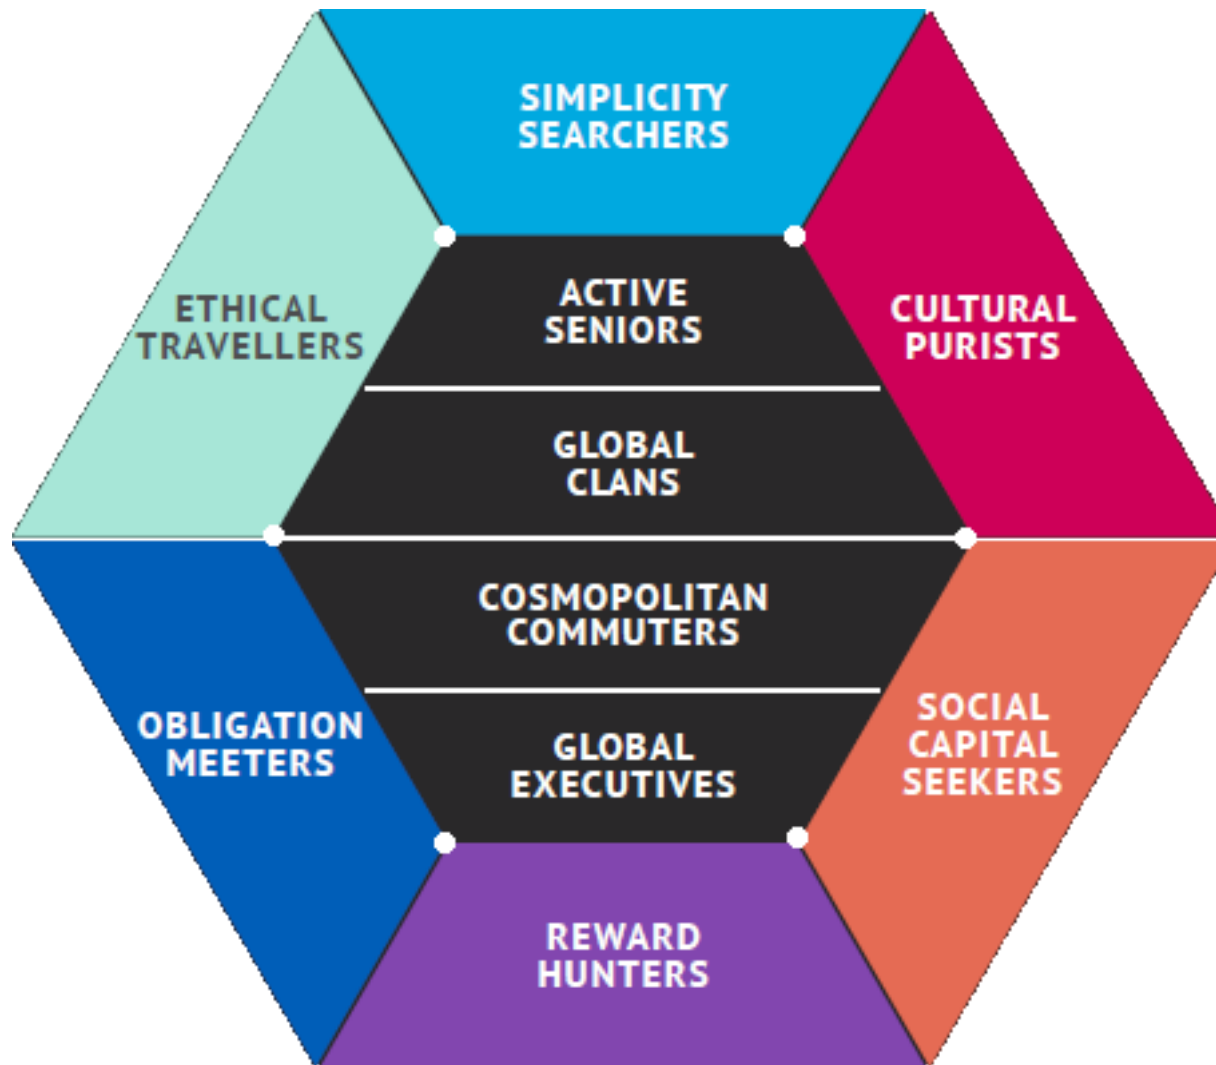 SIMPLICITY
SEARCHERS
ETHICAL
TRAVELLERS
ACTIVE
SENIORS
CULTURAL
PURISTS
GLOBAL
CLANS
COSMOPOLITAN
COMMUTERS
OBLIGATION
MEETERS
GLOBAL
EXECUTIVES
SOCIAL
CAPITAL
SEEKERS
REWARD
HUNTERS